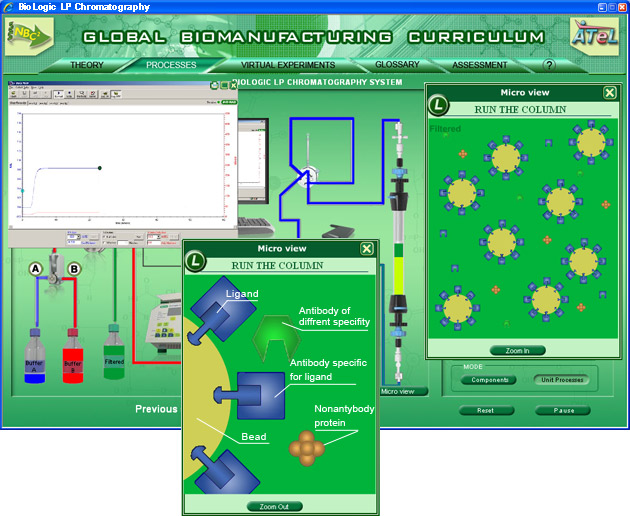 BioLogic LP Chromatography
NBC²
GLOBAL BIOMANUFACTURING CURRICULUM
ATeL
THEORY
PROCESSES
VIRTUAL EXPERIMENTS
GLOSSARY
ASSESSMENT
?
BIOLOGIC LP CHROMATOGRAPHY SYSTEM
Micro view
L
RUN THE COLUMN
Filtered
Zoom In
A
B
Buffer
A
Buffer
B
Filtered
Previous
Micro view
L
RUN THE COLUMN
Ligand
Antibody of
diffrent specifity
Antibody specific
for ligand
Nonantybody
protein
Bead
Zoom Out
Micro view
MODE
Components
Unit Processes
Reset
Pause